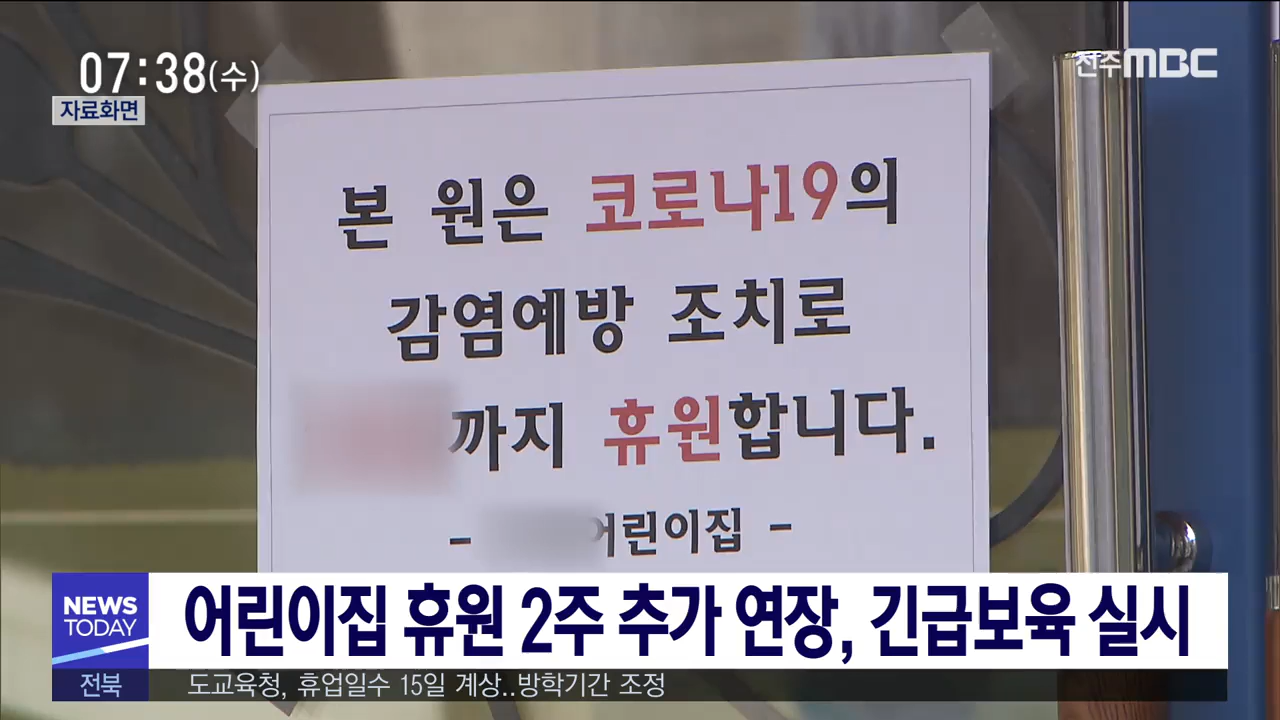 07:38(수)
자료화면
전주MBC
본 원은 코로나19의
감염예방 조치로
까지 휴원합니다.
- 어린이집 -
NEWS
TODAY
어린이집 휴원 2주 추가 연장, 긴급보육 실시
전북
도교육청, 휴업일수 15일 계상..방학기간 조정